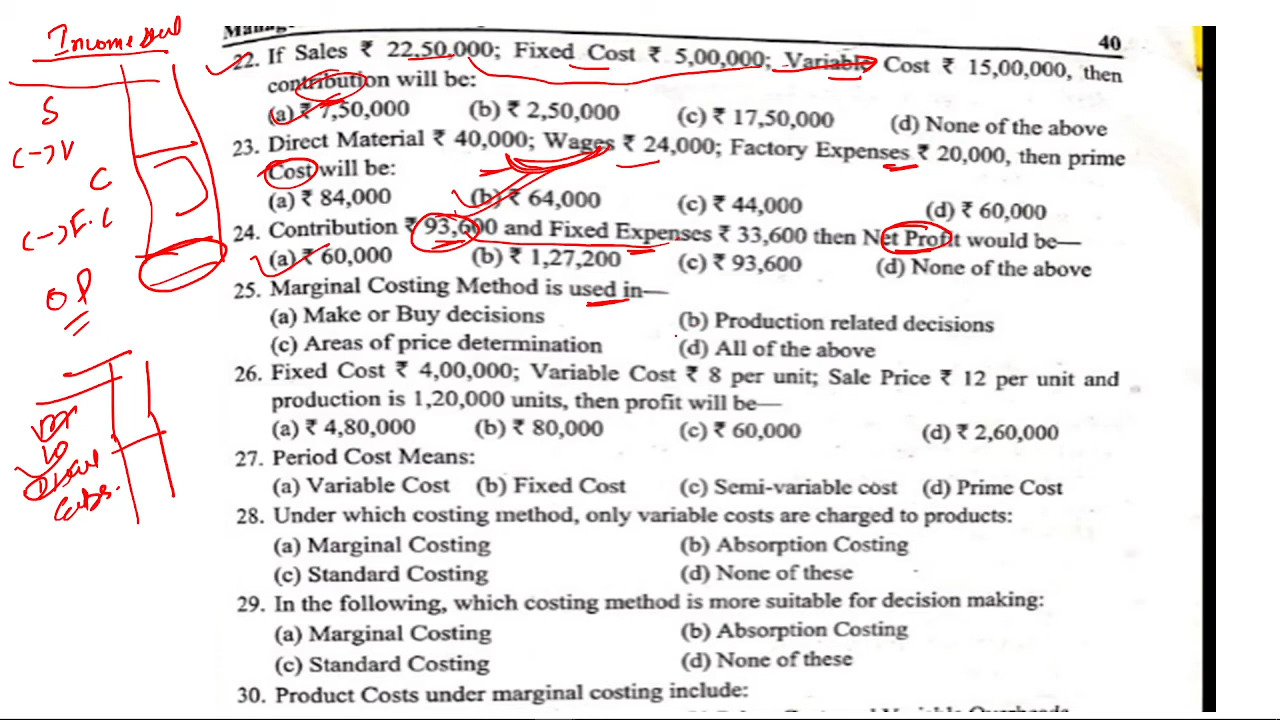 Income
S
(-) V
C
(-) F.C
OP
40
22. If Sales ₹ 22,50,000; Fixed Cost ₹ 5,00,000; Variable Cost ₹ 15,00,000, then
contribution will be:
(a) ₹ 7,50,000 (b) ₹ 2,50,000 (c) ₹ 17,50,000 (d) None of the above
23. Direct Material ₹ 40,000; Wages ₹ 24,000; Factory Expenses ₹ 20,000, then prime
Cost will be:
(a) ₹ 84,000 (b) ₹ 64,000 (c) ₹ 44,000 (d) ₹ 60,000
24. Contribution ₹ 93,600 and Fixed Expenses ₹ 33,600 then Net Profit would be—
(a) ₹ 60,000 (b) ₹ 1,27,200 (c) ₹ 93,600 (d) None of the above
25. Marginal Costing Method is used in—
(a) Make or Buy decisions (b) Production related decisions
(c) Areas of price determination (d) All of the above
26. Fixed Cost ₹ 4,00,000; Variable Cost ₹ 8 per unit; Sale Price ₹ 12 per unit and
production is 1,20,000 units, then profit will be—
(a) ₹ 4,80,000 (b) ₹ 80,000 (c) ₹ 60,000 (d) ₹ 2,60,000
27. Period Cost Means:
(a) Variable Cost (b) Fixed Cost (c) Semi-variable cost (d) Prime Cost
28. Under which costing method, only variable costs are charged to products:
(a) Marginal Costing (b) Absorption Costing
(c) Standard Costing (d) None of these
29. In the following, which costing method is more suitable for decision making:
(a) Marginal Costing (b) Absorption Costing
(c) Standard Costing (d) None of these
30. Product Costs under marginal costing include: